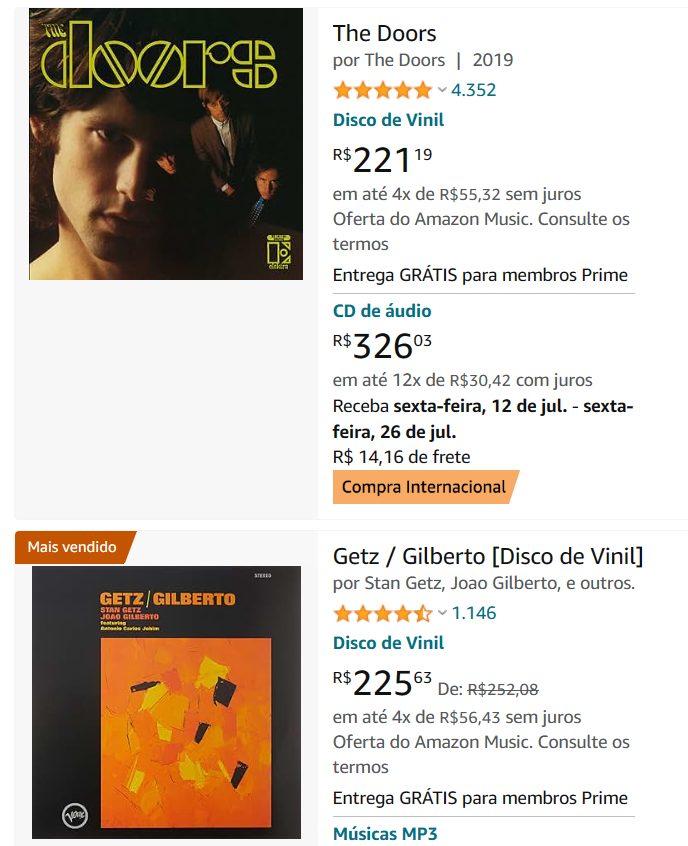 THE
doors
elektra
The Doors
por The Doors | 2019
4.352
Disco de Vinil
R$22119
em até 4x de R$55,32 sem juros
Oferta do Amazon Music. Consulte os
termos
Entrega GRÁTIS para membros Prime
CD de áudio
R$32603
em até 12x de R$30,42 com juros
Receba sexta-feira, 12 de jul. - sexta-
feira, 26 de jul.
R$ 14,16 de frete
Compra Internacional
Mais vendido
STEREO
GETZ/GILBERTO
STAN GETZ
JOAO GILBERTO
featuring
Antonio Carlos Jobim
Verve
Getz / Gilberto [Disco de Vinil]
por Stan Getz, Joao Gilberto, e outros.
1.146
Disco de Vinil
R$22563 De: R$252,08
em até 4x de R$56,43 sem juros
Oferta do Amazon Music. Consulte os
termos
Entrega GRÁTIS para membros Prime
Músicas MP3